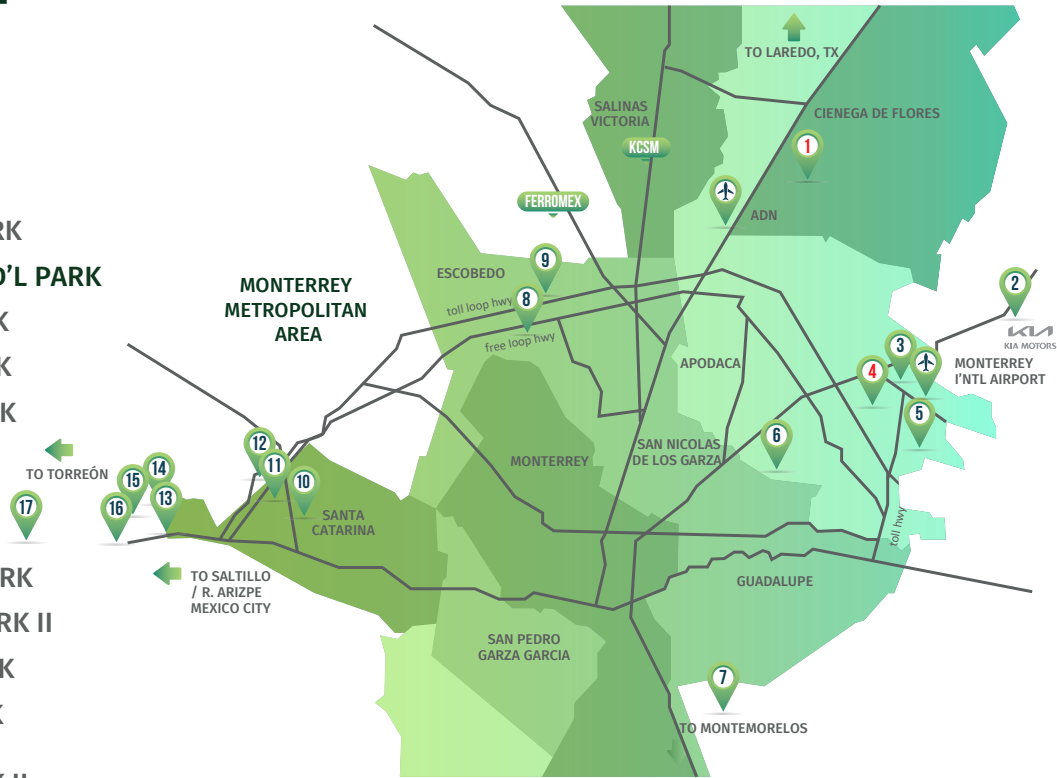 TO LAREDO, TX
SALINAS
VICTORIA
CIENEGA DE FLORES
KCSM
1
FERROMEX
ADN
RK
O'L PARK
K
K
K
MONTERREY
METROPOLITAN
AREA
ESCOBEDO
9
8
toll loop hwy
free loop hwy
2
KIA
KIA MOTORS
3
4
MONTERREY
I'NTL AIRPORT
5
APODACA
6
SAN NICOLAS
DE LOS GARZA
MONTERREY
12
11
10
TO TORREÓN
14
15
13
16
17
SANTA
CATARINA
toll hwy
TO SALTILLO
/ R. ARIZPE
MEXICO CITY
GUADALUPE
RK
RK II
K
K
SAN PEDRO
GARZA GARCIA
7
TO MONTEMORELOS